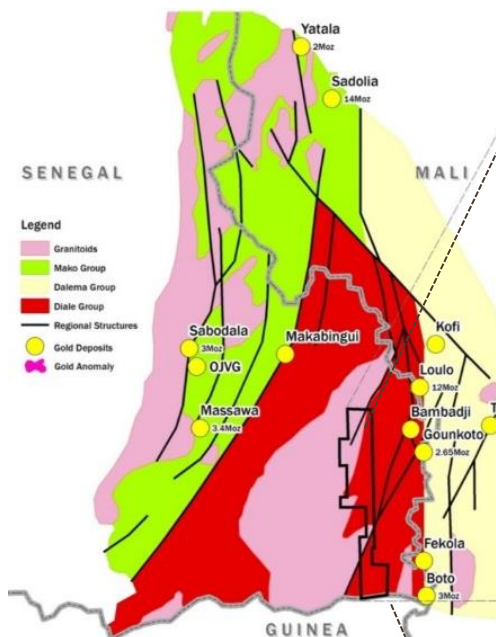 Yatala
2Moz
Sadolia
14Moz
SENEGAL
MALI
Legend
Granitoids
Mako Group
Dalema Group
Diale Group
Regional Structures
Gold Deposits
Gold Anomaly
Sabodala
3Moz
OJVG
Makabingui
Kofi
Loulo
12Moz
Massawa
3.4Moz
Bambadji
T
Gounkoto
2.65Moz
Fekola
Boto
3Moz
GUINEA